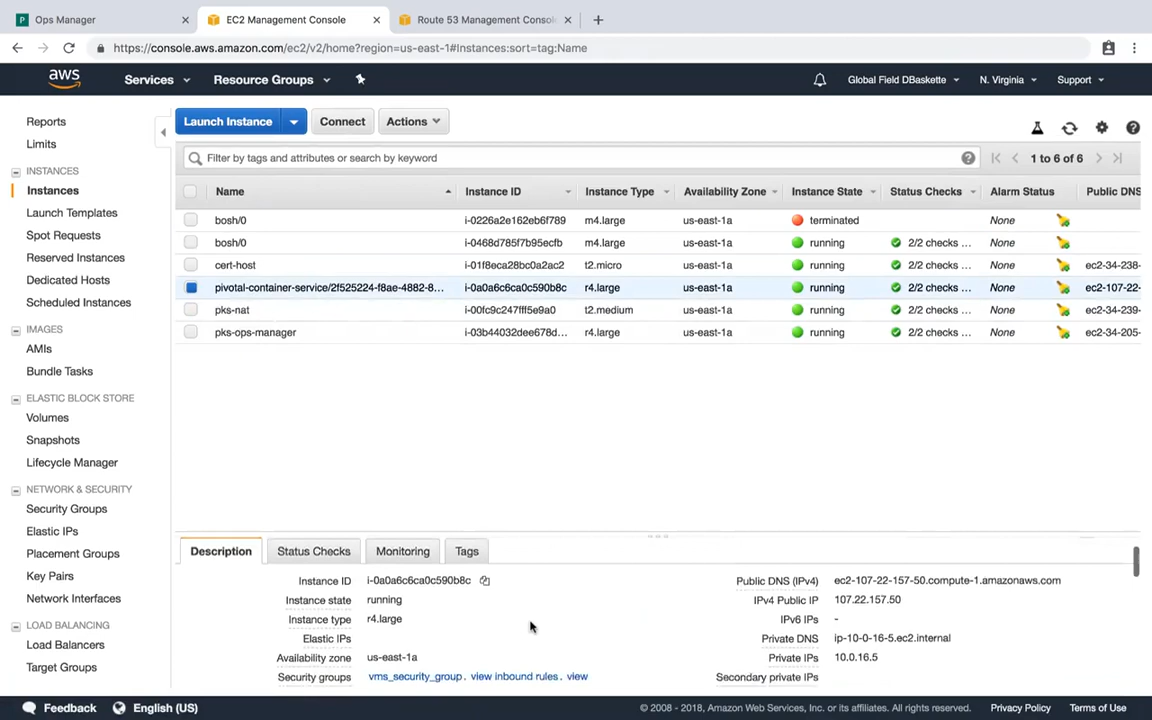 Ops Manager
EC2 Management Console
Route 53 Management Conso
https://console.aws.amazon.com/ec2/v2/home?region=us-east-1#Instances:sort=tag:Name
aws
Services
Resource Groups
Global Field DBaskette
N. Virginia
Support
Reports
Limits
INSTANCES
Instances
Launch Templates
Spot Requests
Reserved Instances
Dedicated Hosts
Scheduled Instances
IMAGES
AMIs
Bundle Tasks
ELASTIC BLOCK STORE
Volumes
Snapshots
Lifecycle Manager
NETWORK & SECURITY
Security Groups
Elastic IPs
Placement Groups
Key Pairs
Network Interfaces
LOAD BALANCING
Load Balancers
Target Groups
Launch Instance Connect Actions
Filter by tags and attributes or search by keyword
1 to 6 of 6
Name Instance ID Instance Type Availability Zone Instance State Status Checks Alarm Status Public DNS
bosh/0 i-0226a2e162eb6f789 m4.large us-east-1a terminated None
bosh/0 i-0468d785f7b95ecfb m4.large us-east-1a running 2/2 checks ... None
cert-host i-01f8eca28bc0a2ac2 t2.micro us-east-1a running 2/2 checks ... None ec2-34-238-
pivotal-container-service/2f525224-f8ae-4882-8... i-0a0a6c6ca0c590b8c r4.large us-east-1a running 2/2 checks ... None ec2-107-22-
pks-nat i-00fc9c247fff5e9a0 t2.medium us-east-1a running 2/2 checks ... None ec2-34-239-
pks-ops-manager i-03b44032dee678d... r4.large us-east-1a running 2/2 checks ... None ec2-34-205-
Description Status Checks Monitoring Tags
Instance ID i-0a0a6c6ca0c590b8c
Instance state running
Instance type r4.large
Elastic IPs
Availability zone us-east-1a
Security groups vms_security_group. view inbound rules. view
Public DNS (IPv4) ec2-107-22-157-50.compute-1.amazonaws.com
IPv4 Public IP 107.22.157.50
IPv6 IPs -
Private DNS ip-10-0-16-5.ec2.internal
Private IPs 10.0.16.5
Secondary private IPs
Feedback
English (US)
© 2008 - 2018, Amazon Web Services, Inc. or its affiliates. All rights reserved.
Privacy Policy
Terms of Use